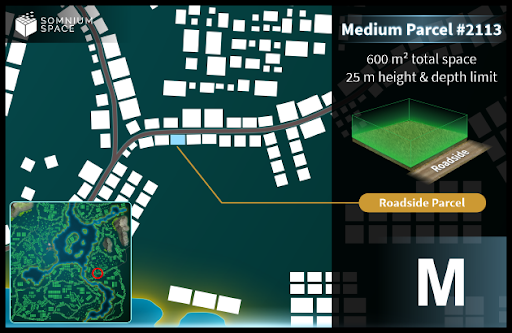 SOMNIUM
SPACE
Medium Parcel #2113
600 m² total space
25 m height & depth limit
Roadside
Roadside Parcel
M